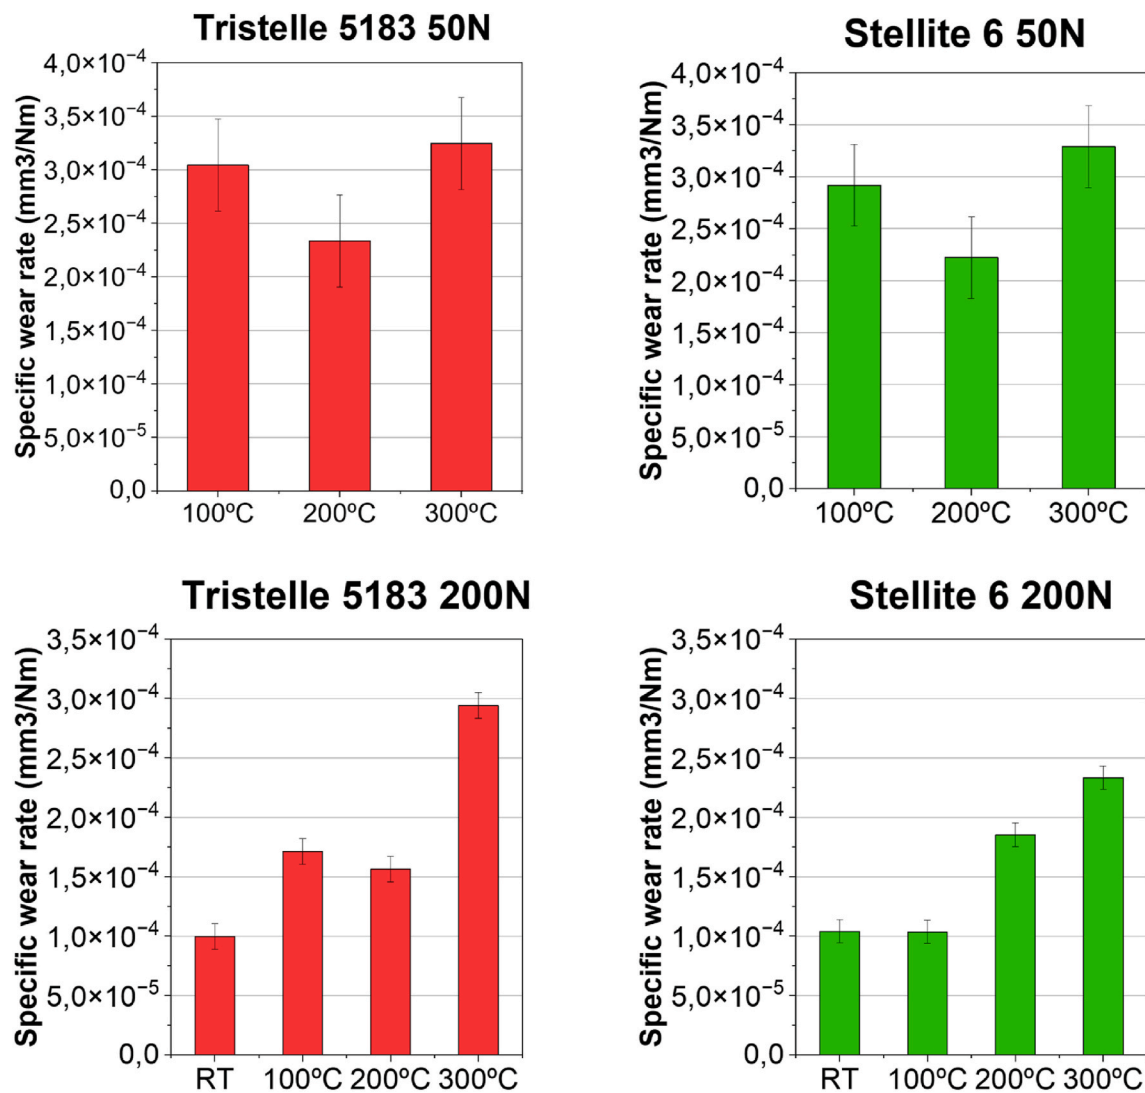 Tristelle 5183 50N
Specific wear rate (mm3/Nm)
4,0×10⁻⁴
3,5×10⁻⁴
3,0×10⁻⁴
2,5×10⁻⁴
2,0×10⁻⁴
1,5×10⁻⁴
1,0×10⁻⁴
5,0×10⁻⁵
0,0
100ºC 200ºC 300ºC
Stellite 6 50N
Specific wear rate (mm3/Nm)
4,0×10⁻⁴
3,5×10⁻⁴
3,0×10⁻⁴
2,5×10⁻⁴
2,0×10⁻⁴
1,5×10⁻⁴
1,0×10⁻⁴
5,0×10⁻⁵
0,0
100ºC 200ºC 300ºC
Tristelle 5183 200N
Specific wear rate (mm3/Nm)
3,5×10⁻⁴
3,0×10⁻⁴
2,5×10⁻⁴
2,0×10⁻⁴
1,5×10⁻⁴
1,0×10⁻⁴
5,0×10⁻⁵
0,0
RT 100ºC 200ºC 300ºC
Stellite 6 200N
Specific wear rate (mm3/Nm)
3,5×10⁻⁴
3,0×10⁻⁴
2,5×10⁻⁴
2,0×10⁻⁴
1,5×10⁻⁴
1,0×10⁻⁴
5,0×10⁻⁵
0,0
RT 100ºC 200ºC 300ºC